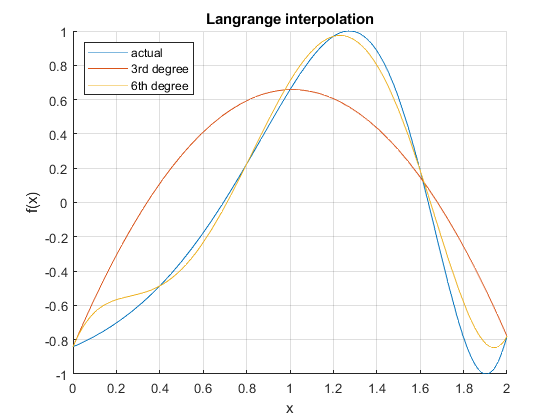 Langrange interpolation
actual
3rd degree
6th degree
1
0.8
0.6
0.4
0.2
0
-0.2
-0.4
-0.6
-0.8
-1
f(x)
0 0.2 0.4 0.6 0.8 1 1.2 1.4 1.6 1.8 2
x